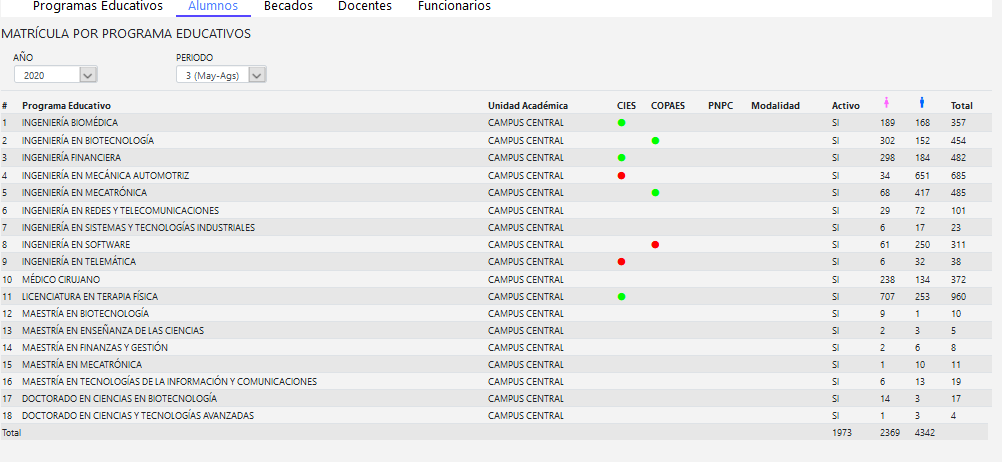 Programas Educativos Alumnos Becados Docentes Funcionarios
MATRÍCULA POR PROGRAMA EDUCATIVOS
AÑO PERIODO
2020 3 (May-Ags)
# Programa Educativo Unidad Académica CIES COPAES PNPC Modalidad Activo Total
1 INGENIERÍA BIOMÉDICA CAMPUS CENTRAL SI 189 168 357
2 INGENIERÍA EN BIOTECNOLOGÍA CAMPUS CENTRAL SI 302 152 454
3 INGENIERÍA FINANCIERA CAMPUS CENTRAL SI 298 184 482
4 INGENIERÍA EN MECÁNICA AUTOMOTRIZ CAMPUS CENTRAL SI 34 651 685
5 INGENIERÍA EN MECATRÓNICA CAMPUS CENTRAL SI 68 417 485
6 INGENIERÍA EN REDES Y TELECOMUNICACIONES CAMPUS CENTRAL SI 29 72 101
7 INGENIERÍA EN SISTEMAS Y TECNOLOGÍAS INDUSTRIALES CAMPUS CENTRAL SI 6 17 23
8 INGENIERÍA EN SOFTWARE CAMPUS CENTRAL SI 61 250 311
9 INGENIERÍA EN TELEMÁTICA CAMPUS CENTRAL SI 6 32 38
10 MÉDICO CIRUJANO CAMPUS CENTRAL SI 238 134 372
11 LICENCIATURA EN TERAPIA FÍSICA CAMPUS CENTRAL SI 707 253 960
12 MAESTRÍA EN BIOTECNOLOGÍA CAMPUS CENTRAL SI 9 1 10
13 MAESTRÍA EN ENSEÑANZA DE LAS CIENCIAS CAMPUS CENTRAL SI 2 3 5
14 MAESTRÍA EN FINANZAS Y GESTIÓN CAMPUS CENTRAL SI 2 6 8
15 MAESTRÍA EN MECATRÓNICA CAMPUS CENTRAL SI 1 10 11
16 MAESTRÍA EN TECNOLOGÍAS DE LA INFORMACIÓN Y COMUNICACIONES CAMPUS CENTRAL SI 6 13 19
17 DOCTORADO EN CIENCIAS EN BIOTECNOLOGÍA CAMPUS CENTRAL SI 14 3 17
18 DOCTORADO EN CIENCIAS Y TECNOLOGÍAS AVANZADAS CAMPUS CENTRAL SI 1 3 4
Total 1973 2369 4342